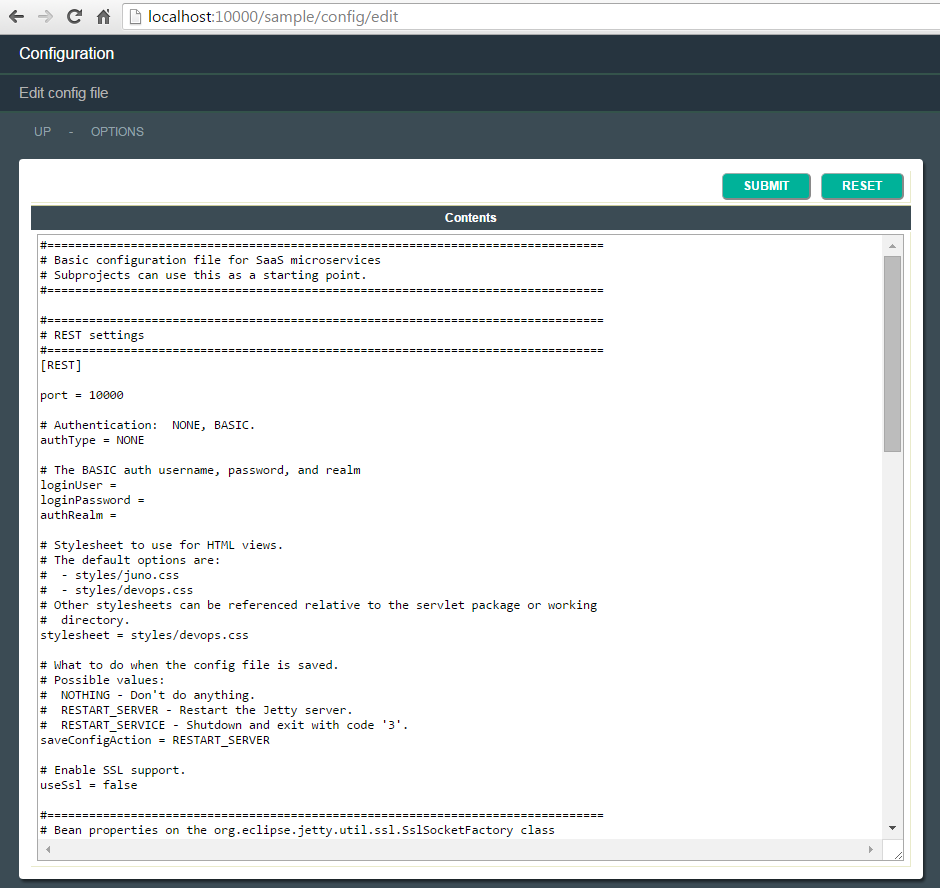 localhost:10000/sample/config/edit
Configuration
Edit config file
UP - OPTIONS
SUBMIT RESET
Contents
#================================================================================
# Basic configuration file for SaaS microservices
# Subprojects can use this as a starting point.
#================================================================================
#================================================================================
# REST settings
#================================================================================
[REST]
port = 10000
# Authentication:  NONE, BASIC.
authType = NONE
# The BASIC auth username, password, and realm
loginUser =
loginPassword =
authRealm =
# Stylesheet to use for HTML views.
# The default options are:
#  - styles/juno.css
#  - styles/devops.css
# Other stylesheets can be referenced relative to the servlet package or working
#  directory.
stylesheet = styles/devops.css
# What to do when the config file is saved.
# Possible values:
#  NOTHING - Don't do anything.
#  RESTART_SERVER - Restart the Jetty server.
#  RESTART_SERVICE - Shutdown and exit with code '3'.
saveConfigAction = RESTART_SERVER
# Enable SSL support.
useSsl = false
#================================================================================
# Bean properties on the org.eclipse.jetty.util.ssl.SslSocketFactory class